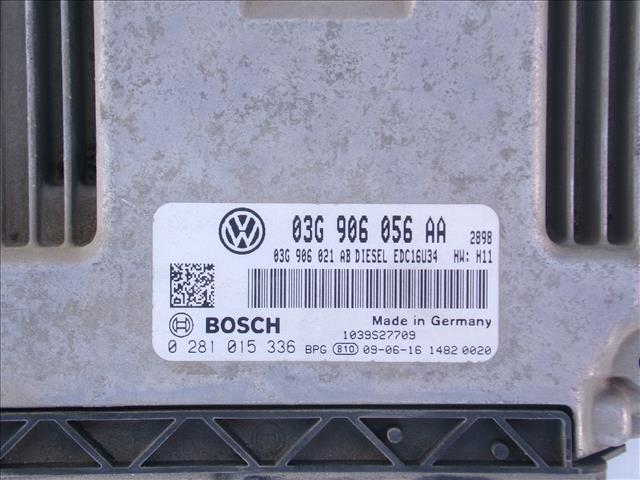 03G 906 056 AA 2898
03G 906 021 AB DIESEL EDC16U34 HW: H11
BOSCH Made in Germany
1039S27709
0 281 015 336 BPG 810 09-06-16 1482 0020